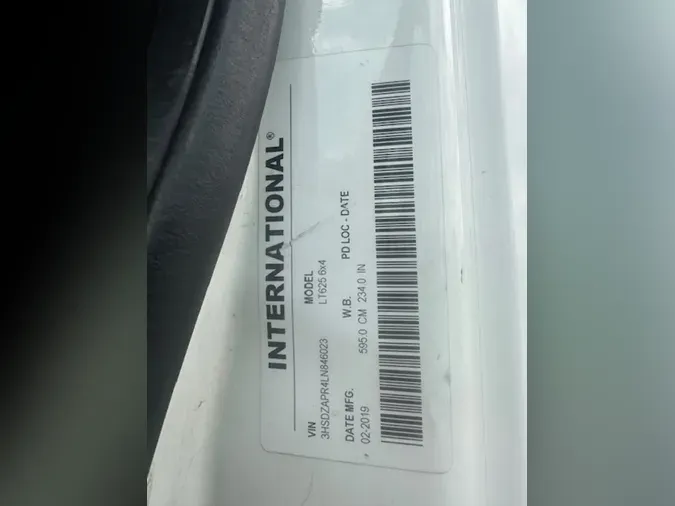 INTERNATIONAL®
VIN MODEL
3HSDZAPR4LN846023 LT625 6x4
DATE MFG. W.B. PD LOC - DATE
02-2019 595.0 CM 234.0 IN